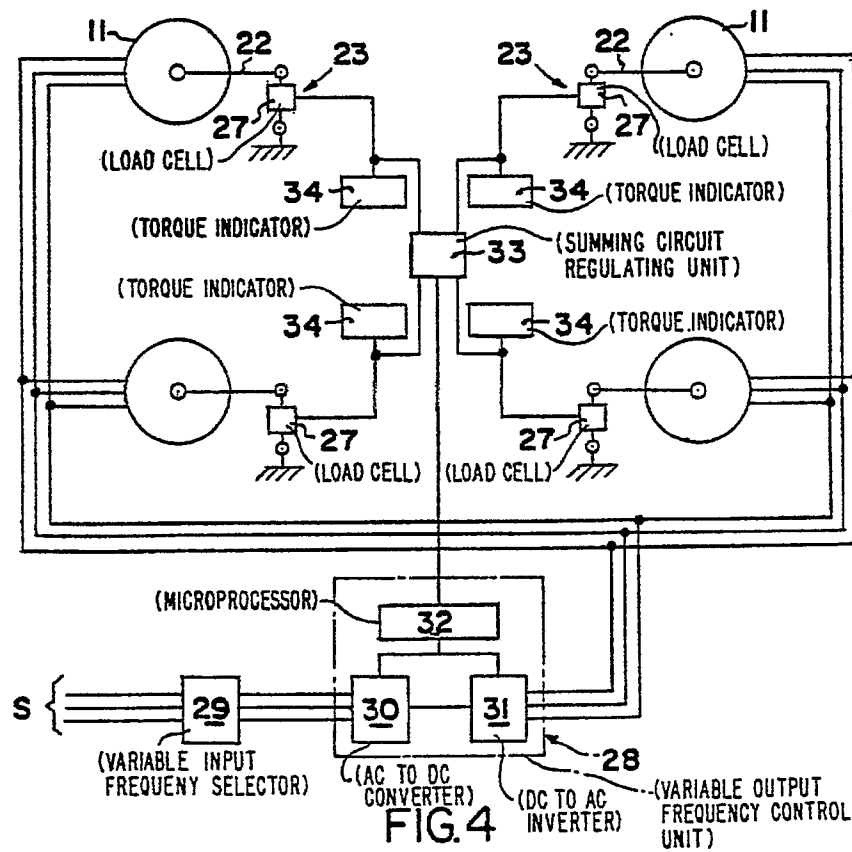 11
22
23
27
(LOAD CELL)
34
(TORQUE INDICATOR)
11
22
23
27
(LOAD CELL)
34
(TORQUE INDICATOR)
33
(SUMMING CIRCUIT
REGULATING UNIT)
(TORQUE INDICATOR)
34
34
(TORQUE INDICATOR)
27
(LOAD CELL)
27
(LOAD CELL)
(MICROPROCESSOR)
32
S
29
30
31
(VARIABLE INPUT
FREQUENY SELECTOR)
(AC TO DC
CONVERTER)
(DC TO AC
INVERTER)
28
(VARIABLE OUTPUT
FREQUENCY CONTROL
UNIT)
FIG. 4